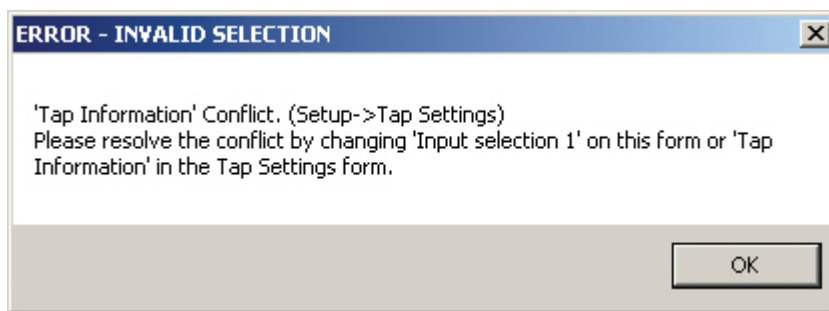 ERROR - INVALID SELECTION
'Tap Information' Conflict. (Setup->Tap Settings)
Please resolve the conflict by changing 'Input selection 1' on this form or 'Tap
Information' in the Tap Settings form.
OK